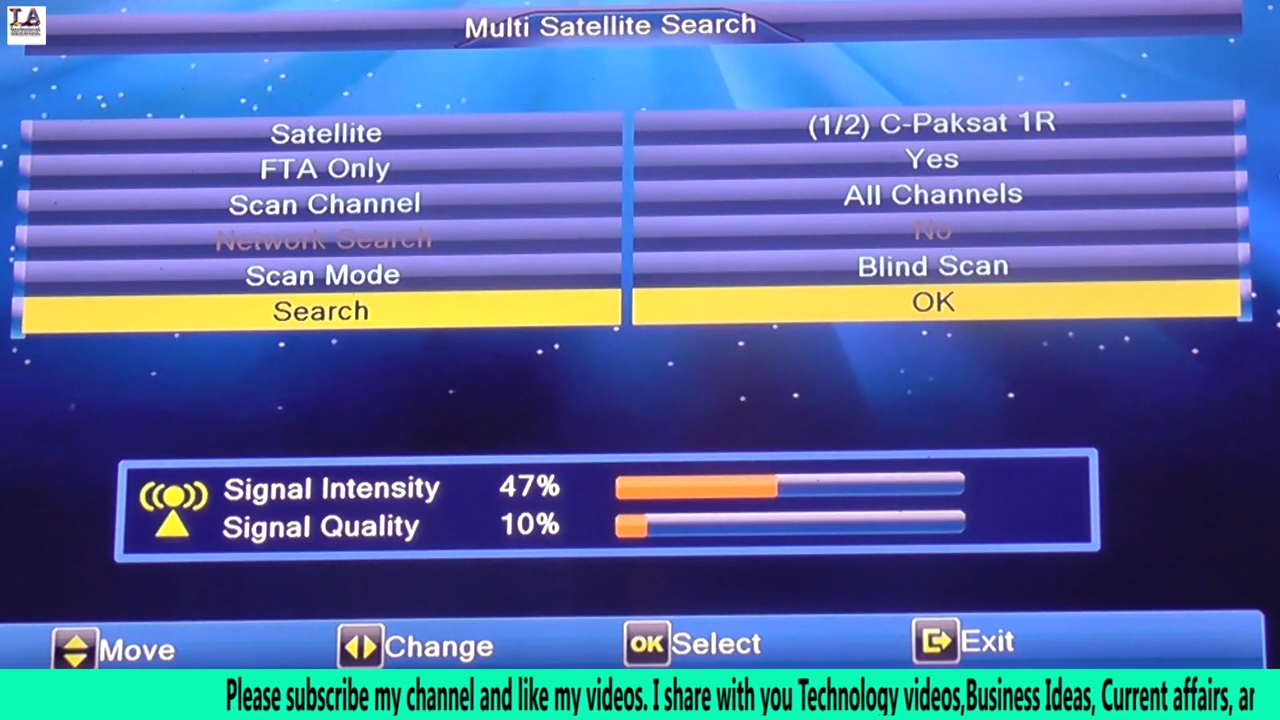 Multi Satellite Search
Satellite (1/2) C-Paksat 1R
FTA Only Yes
Scan Channel All Channels
Network Search No
Scan Mode Blind Scan
Search OK
Signal Intensity 47%
Signal Quality 10%
Move Change OK Select Exit
Please subscribe my channel and like my videos. I share with you Technology videos,Business Ideas, Current affairs,